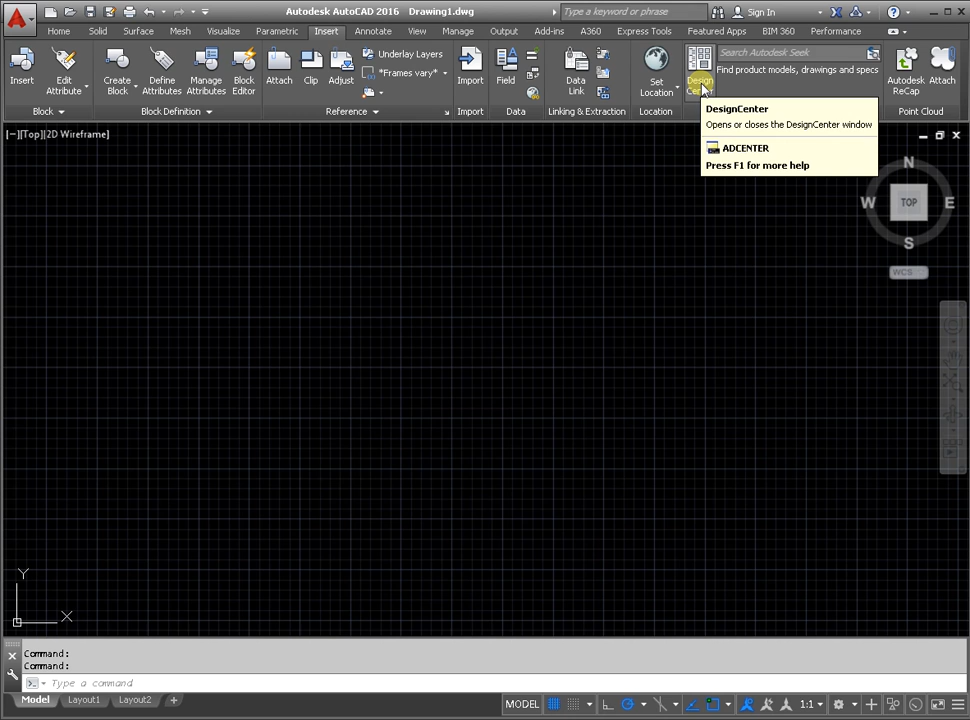 Autodesk AutoCAD 2016 Drawing1.dwg Type a keyword or phrase Sign In
Home Solid Surface Mesh Visualize Parametric Insert Annotate View Manage Output Add-ins A360 Express Tools Featured Apps BIM 360 Performance
Insert
Edit
Attribute
Create
Block
Define
Attributes
Manage
Attributes
Block
Editor
Attach
Clip
Adjust
Underlay Layers
*Frames vary*
Import
Field
Data
Link
Set
Location
Design
Search Autodesk Seek
Find product models, drawings and specs
Autodesk
ReCap
Attach
Block Block Definition Reference Import Data Linking & Extraction Location Point Cloud
DesignCenter
Opens or closes the DesignCenter window
ADCENTER
Press F1 for more help
[−][Top][2D Wireframe]
N
W
TOP
E
S
WCS
Y
X
Command:
Command:
Type a command
Model Layout1 Layout2 +
MODEL 1:1